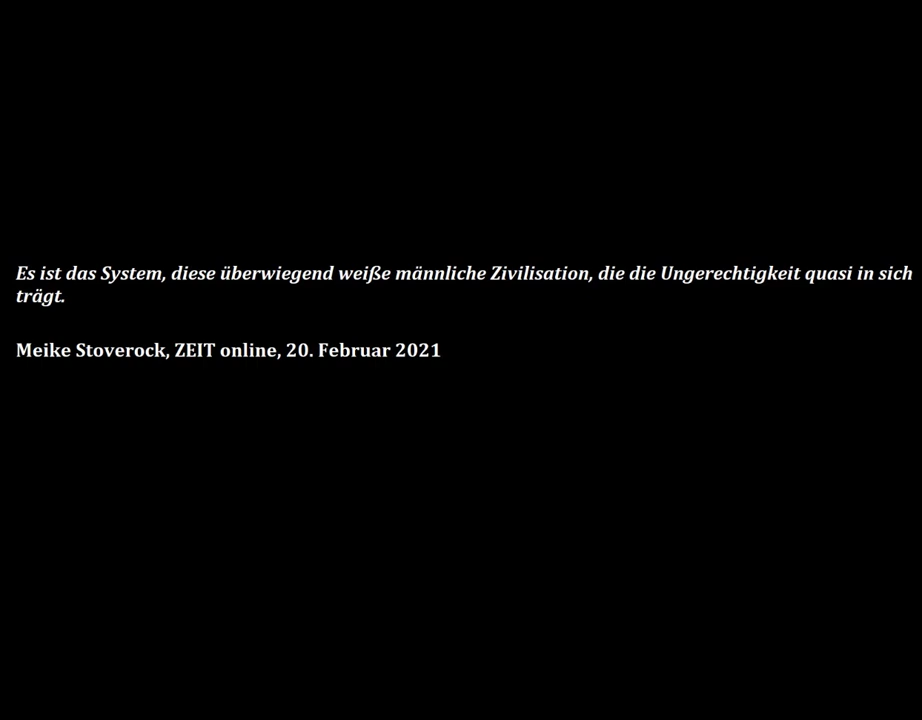 Es ist das System, diese überwiegend weiße männliche Zivilisation, die die Ungerechtigkeit quasi in sich
trägt.
Meike Stoverock, ZEIT online, 20. Februar 2021